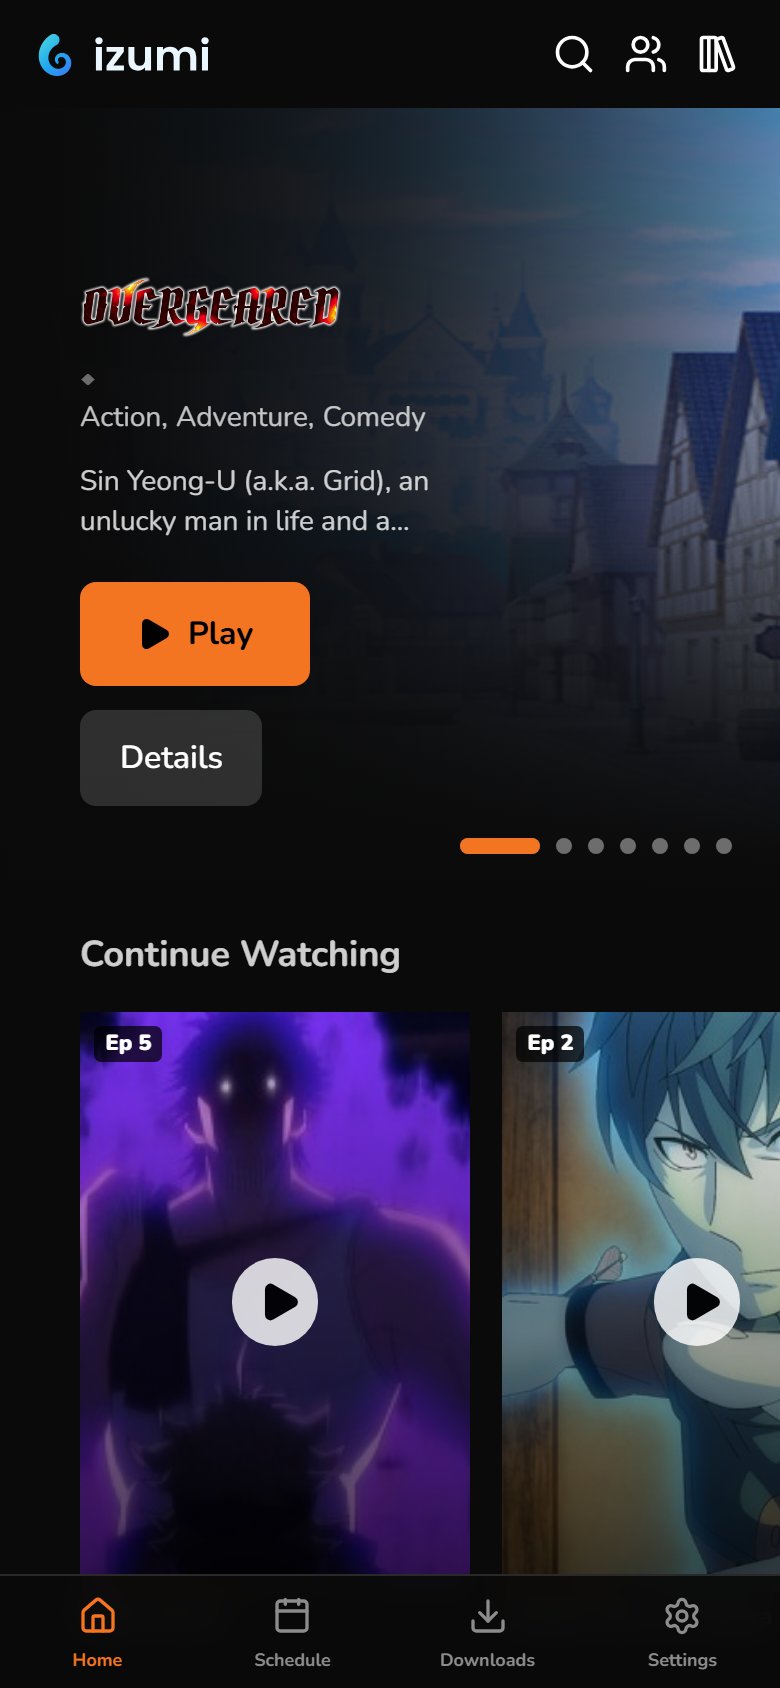 izumi
OVERGEARED
Action, Adventure, Comedy
Sin Yeong-U (a.k.a. Grid), an
unlucky man in life and a...
Play
Details
Continue Watching
Ep 5
Ep 2
Home
Schedule
Downloads
Settings